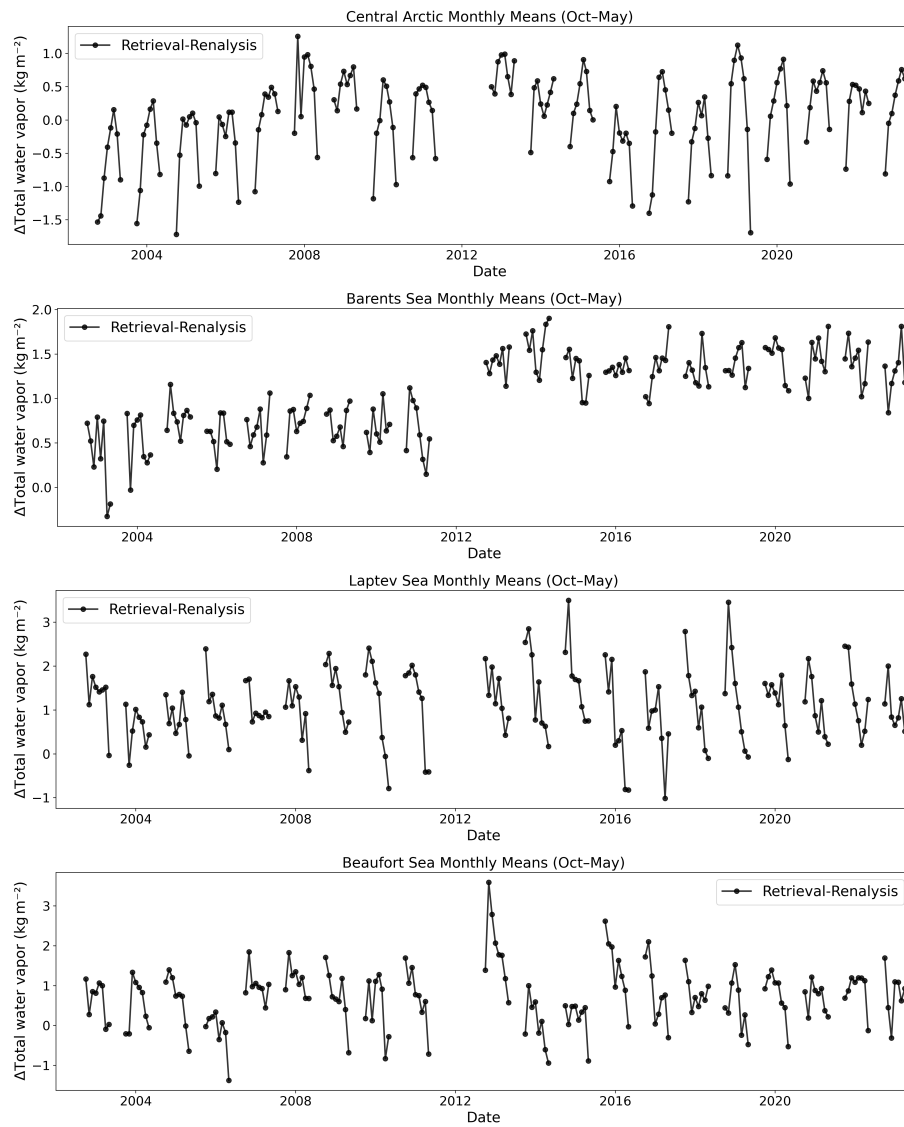 Central Arctic Monthly Means (Oct–May)
ΔTotal water vapor (kg m⁻²)
Retrieval-Renalysis
1.0
0.5
0.0
−0.5
−1.0
−1.5
2004 2008 2012 2016 2020
Date
Barents Sea Monthly Means (Oct–May)
ΔTotal water vapor (kg m⁻²)
Retrieval-Renalysis
2.0
1.5
1.0
0.5
0.0
2004 2008 2012 2016 2020
Date
Laptev Sea Monthly Means (Oct–May)
ΔTotal water vapor (kg m⁻²)
Retrieval-Renalysis
3
2
1
0
−1
2004 2008 2012 2016 2020
Date
Beaufort Sea Monthly Means (Oct–May)
ΔTotal water vapor (kg m⁻²)
Retrieval-Renalysis
3
2
1
0
−1
2004 2008 2012 2016 2020
Date